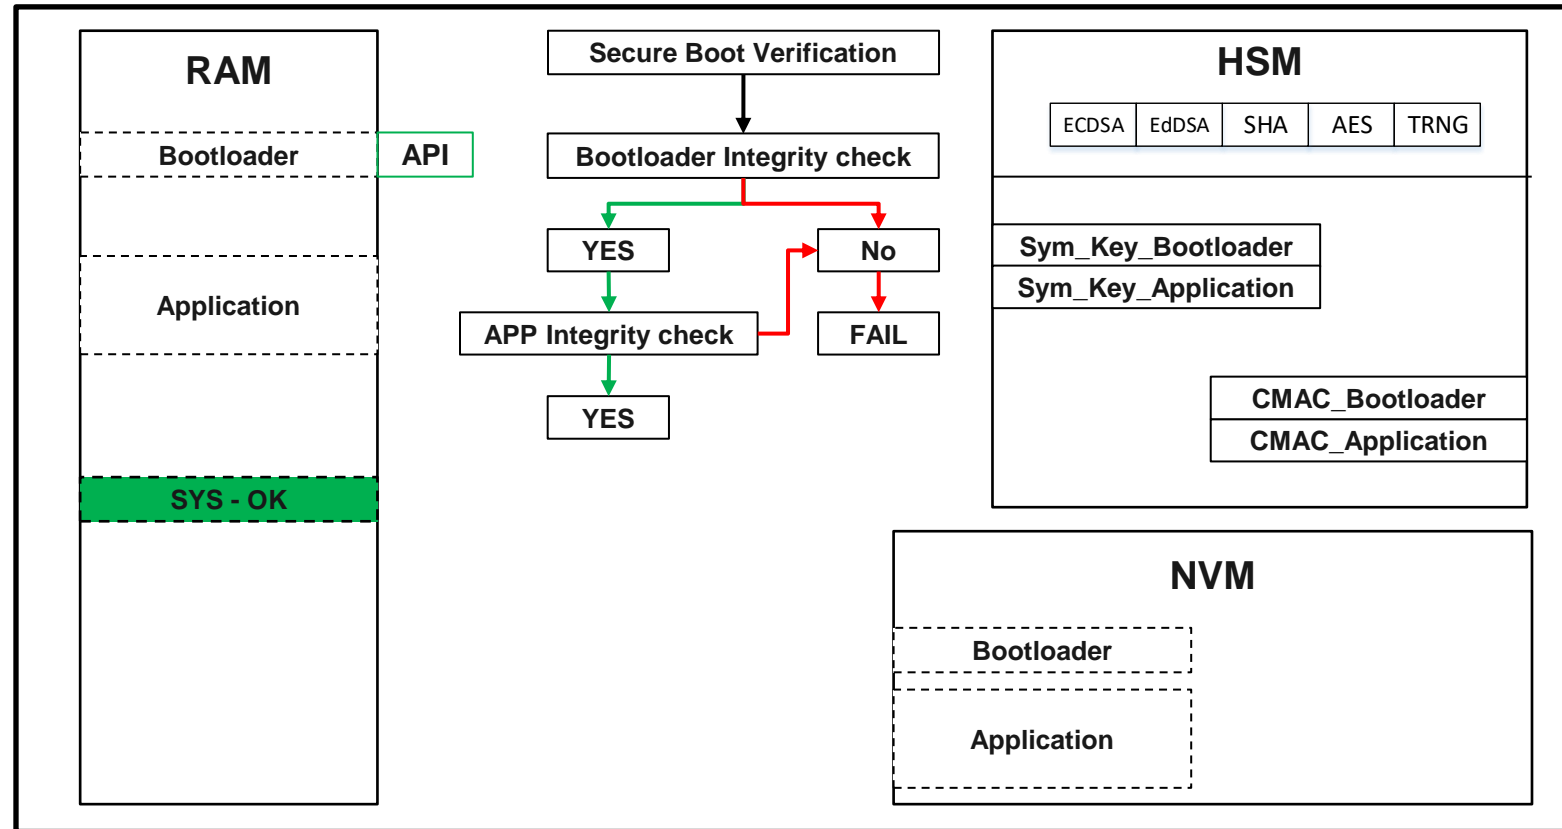 RAM
Bootloader
API
Application
SYS - OK
Secure Boot Verification
Bootloader Integrity check
YES
No
APP Integrity check
FAIL
YES
HSM
ECDSA EdDSA SHA AES TRNG
Sym_Key_Bootloader
Sym_Key_Application
CMAC_Bootloader
CMAC_Application
NVM
Bootloader
Application